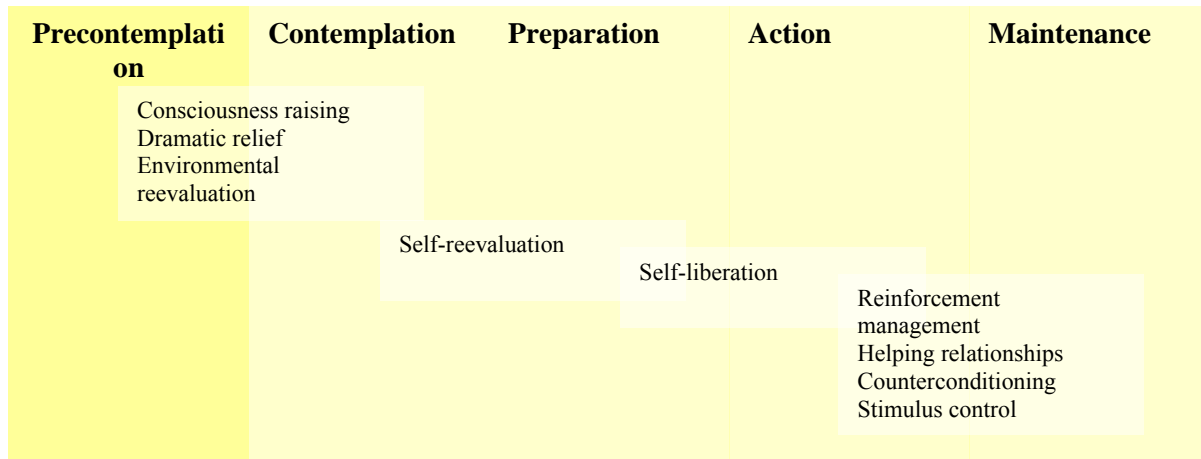 Precontemplati
on
Contemplation
Preparation
Action
Maintenance
Consciousness raising
Dramatic relief
Environmental
reevaluation
Self-reevaluation
Self-liberation
Reinforcement
management
Helping relationships
Counterconditioning
Stimulus control